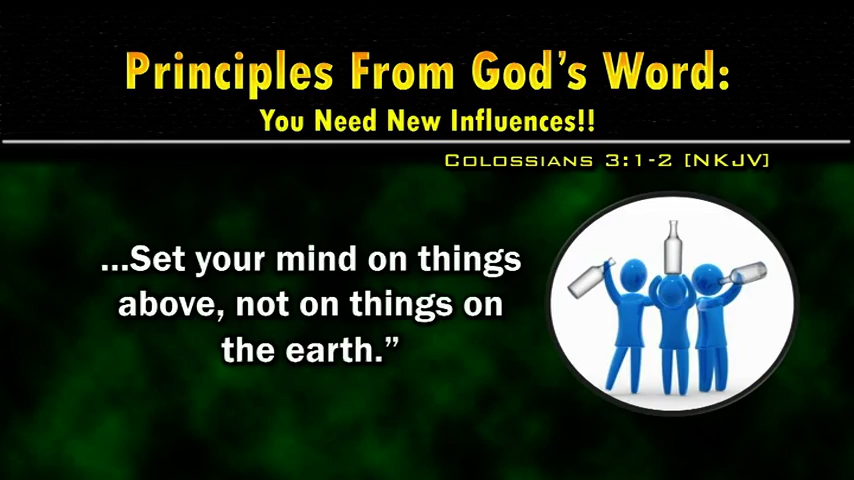 Principles From God's Word:
You Need New Influences!!
Colossians 3:1-2 [NKJV]
...Set your mind on things
above, not on things on
the earth.”